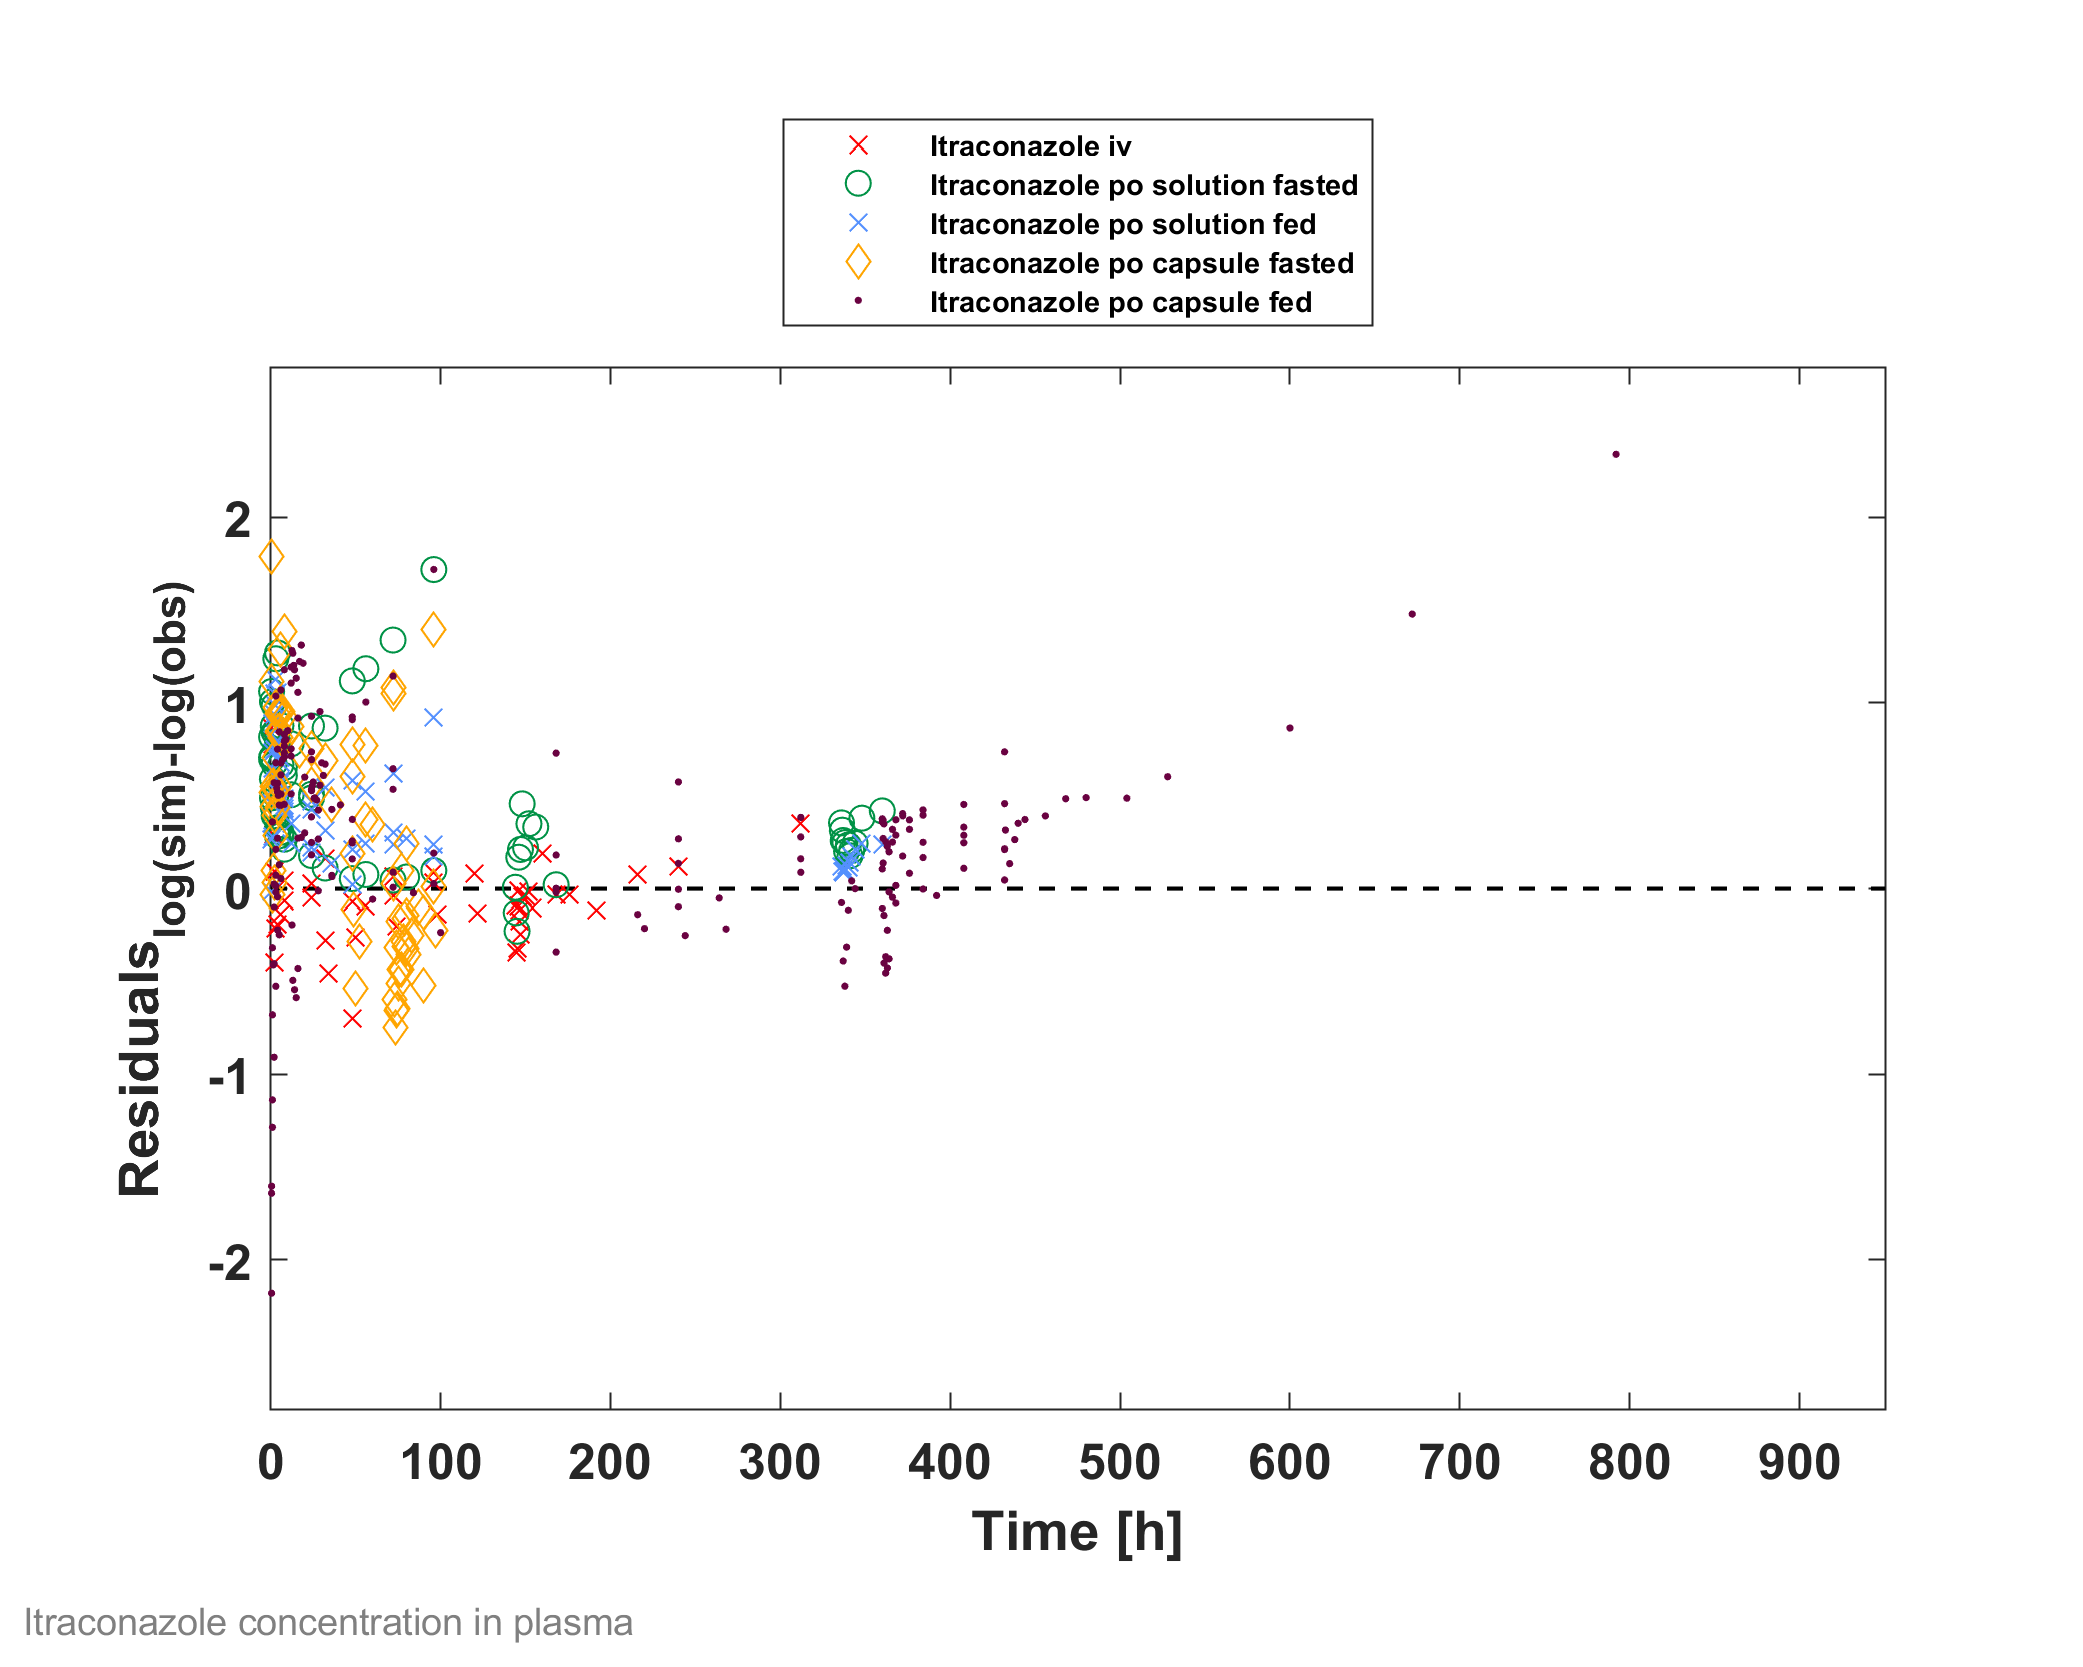 Itraconazole iv
Itraconazole po solution fasted
Itraconazole po solution fed
Itraconazole po capsule fasted
Itraconazole po capsule fed
Residuals log(sim)-log(obs)
2
1
0
-1
-2
0 100 200 300 400 500 600 700 800 900
Time [h]
Itraconazole concentration in plasma